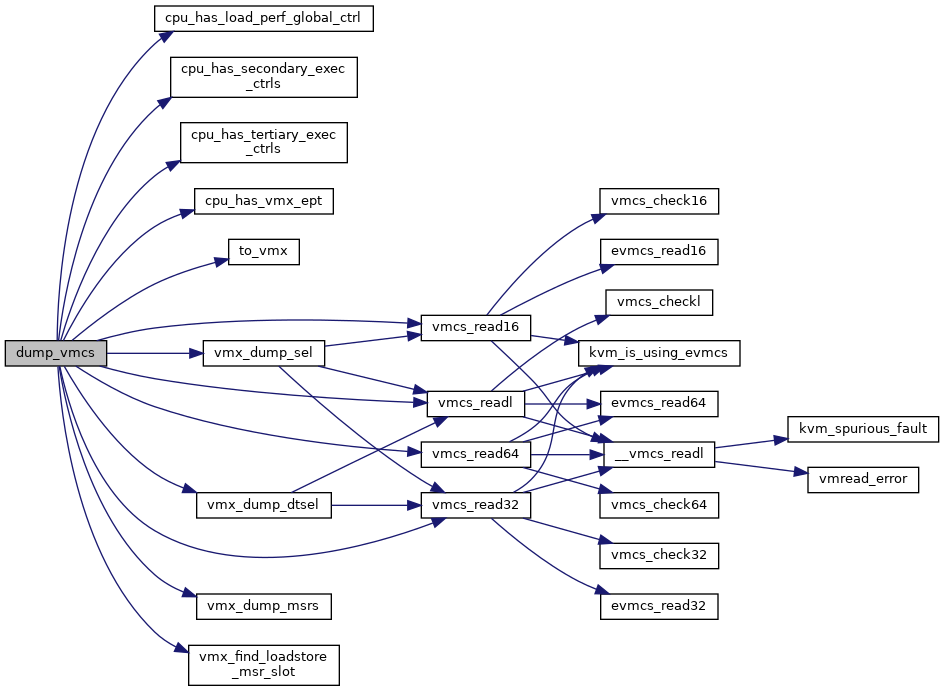 cpu_has_load_perf_global_ctrl
cpu_has_secondary_exec
_ctrls
cpu_has_tertiary_exec
_ctrls
cpu_has_vmx_ept
to_vmx
dump_vmcs
vmx_dump_sel
vmx_dump_dtsel
vmx_dump_msrs
vmx_find_loadstore
_msr_slot
vmcs_read16
vmcs_readl
vmcs_read64
vmcs_read32
vmcs_check16
evmcs_read16
vmcs_checkl
kvm_is_using_evmcs
evmcs_read64
__vmcs_readl
vmcs_check64
vmcs_check32
evmcs_read32
kvm_spurious_fault
vmread_error